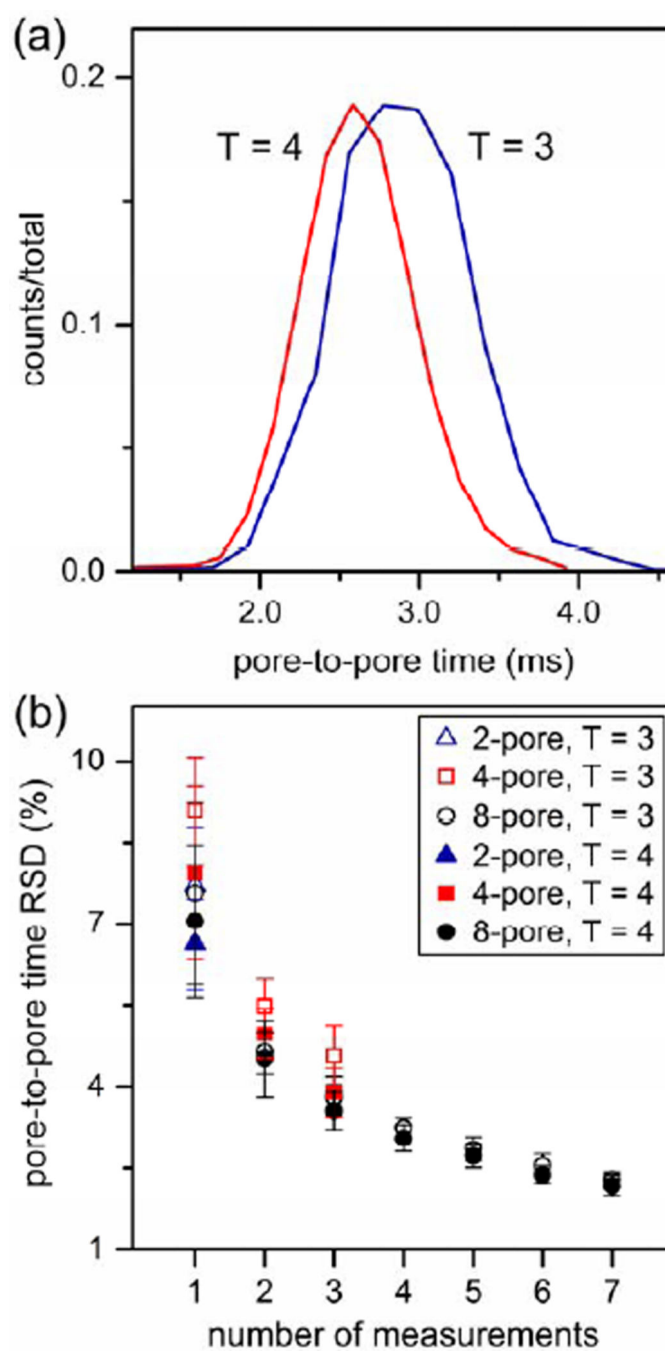 (a)
0.2
T = 4
T = 3
counts/total
0.1
0.0
2.0
3.0
4.0
pore-to-pore time (ms)
(b)
10
2-pore, T = 3
4-pore, T = 3
8-pore, T = 3
2-pore, T = 4
4-pore, T = 4
8-pore, T = 4
pore-to-pore time RSD (%)
7
4
1
1 2 3 4 5 6 7
number of measurements